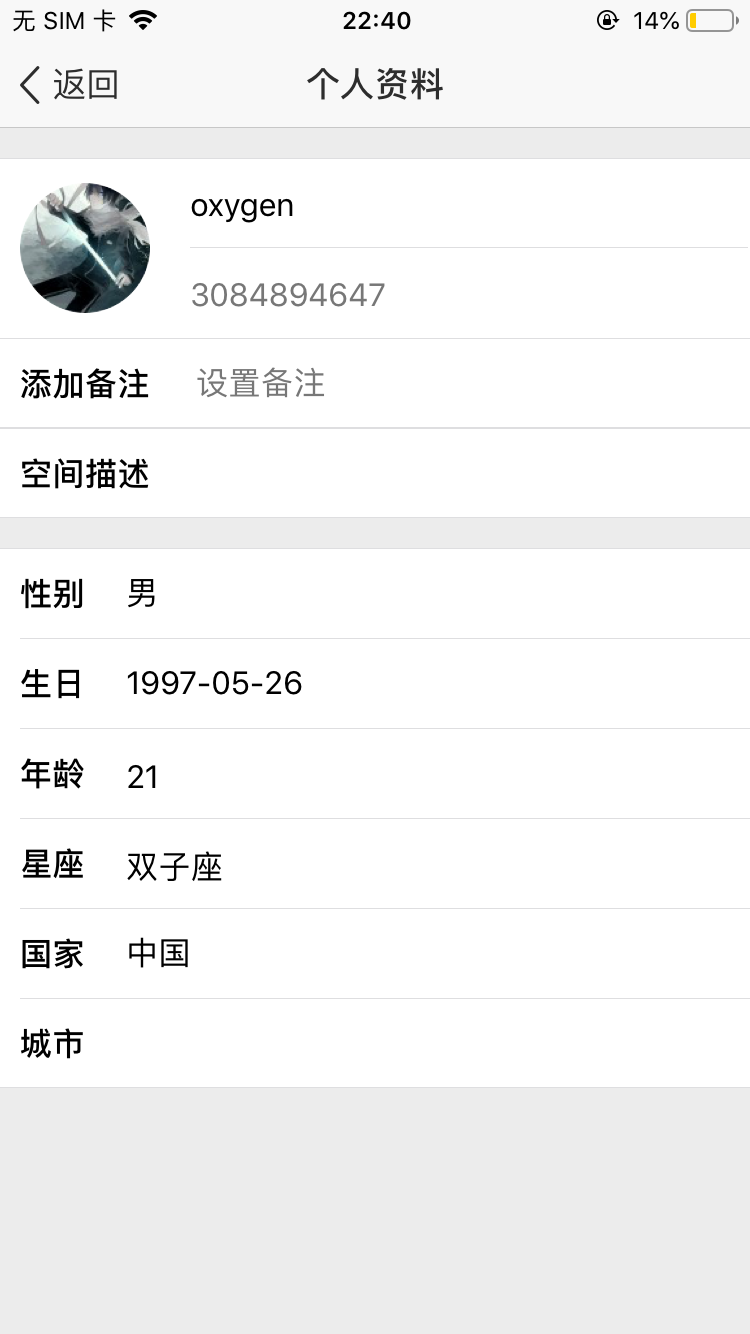 无 SIM 卡 22:40 14%
返回 个人资料
oxygen
3084894647
添加备注 设置备注
空间描述
性别 男
生日 1997-05-26
年龄 21
星座 双子座
国家 中国
城市